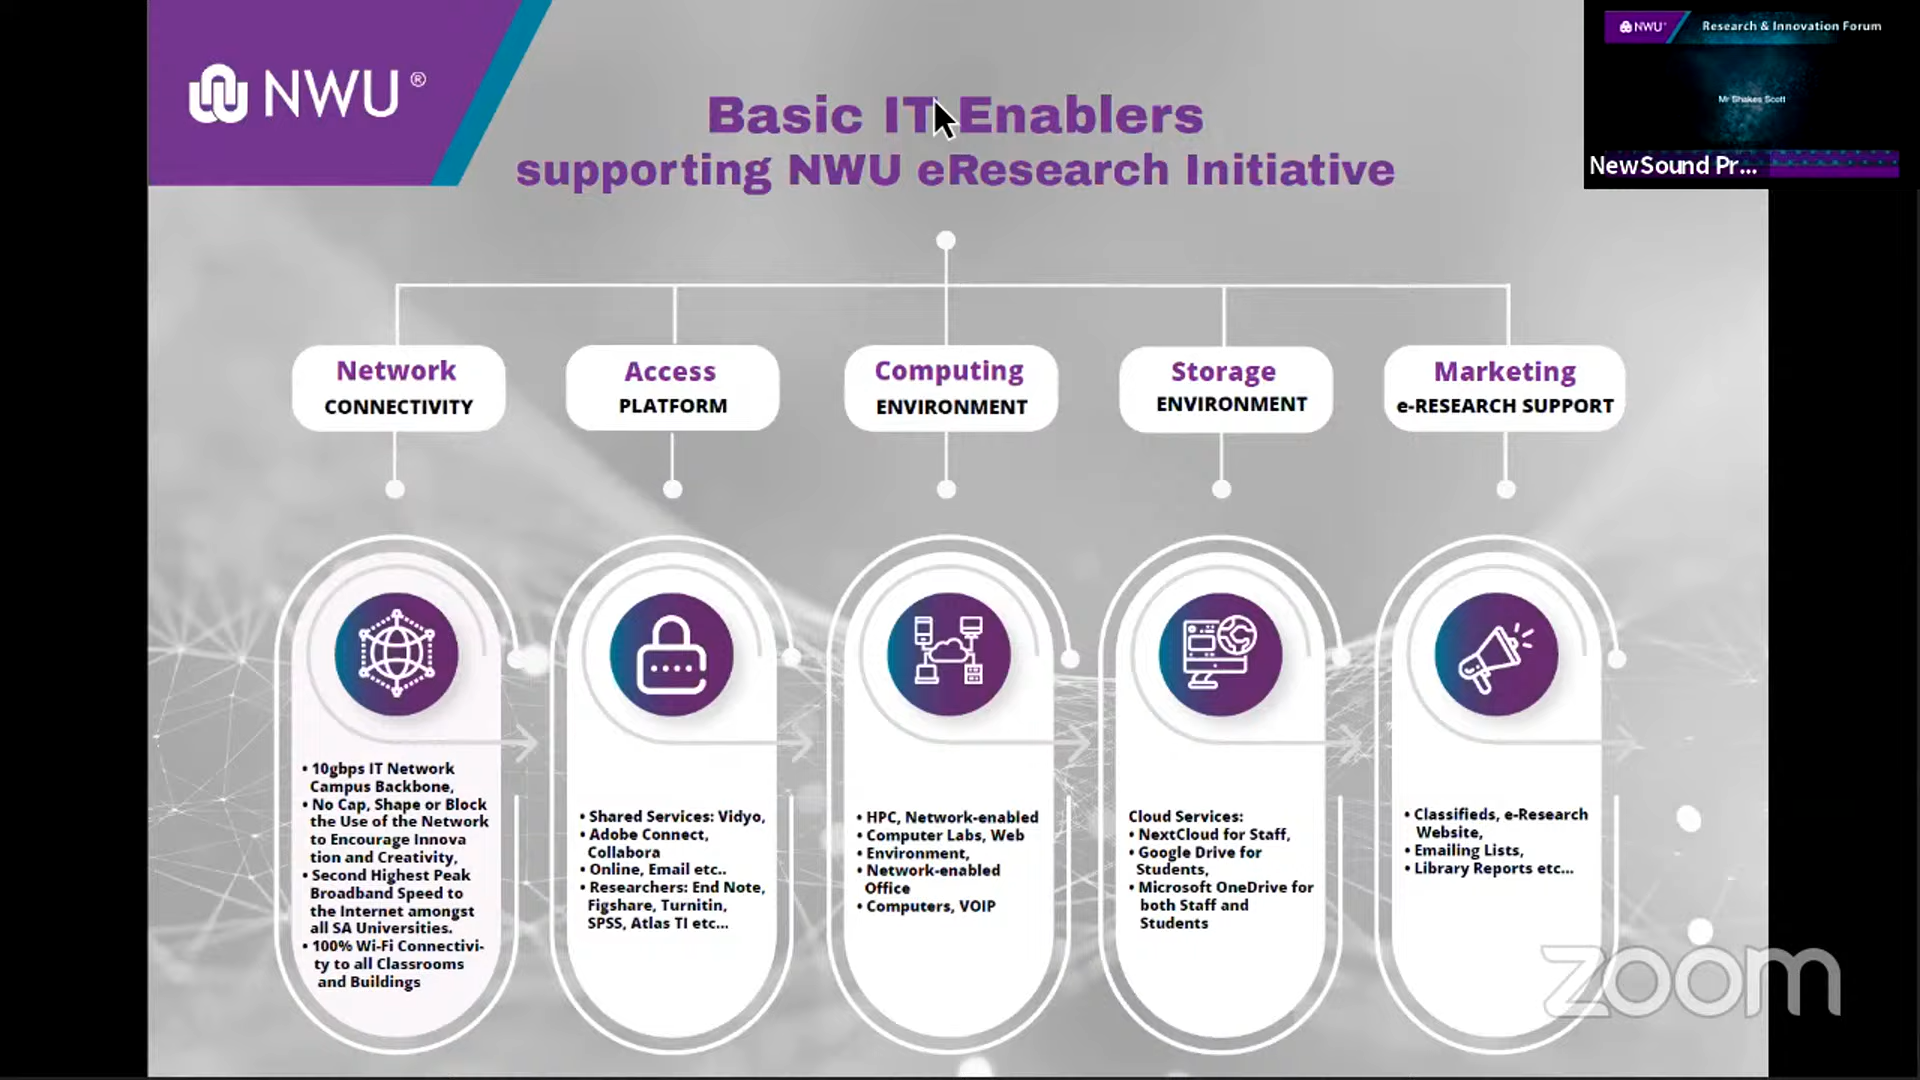 NWU®
Basic IT Enablers
supporting NWU eResearch Initiative
NWU
Research & Innovation Forum
Mr Shakes Scott
NewSound Pr...
Network
CONNECTIVITY
Access
PLATFORM
Computing
ENVIRONMENT
Storage
ENVIRONMENT
Marketing
e-RESEARCH SUPPORT
• 10gbps IT Network
Campus Backbone,
• No Cap, Shape or Block
the Use of the Network
to Encourage Innova
tion and Creativity,
• Second Highest Peak
Broadband Speed to
the Internet amongst
all SA Universities.
• 100% Wi-Fi Connectivi-
ty to all Classrooms
and Buildings
• Shared Services: Vidyo,
• Adobe Connect,
Collabora
• Online, Email etc..
• Researchers: End Note,
Figshare, Turnitin,
SPSS, Atlas TI etc...
• HPC, Network-enabled
• Computer Labs, Web
• Environment,
• Network-enabled
Office
• Computers, VOIP
Cloud Services:
• NextCloud for Staff,
• Google Drive for
Students,
• Microsoft OneDrive for
both Staff and
Students
• Classifieds, e-Research
Website,
• Emailing Lists,
• Library Reports etc...
zoom